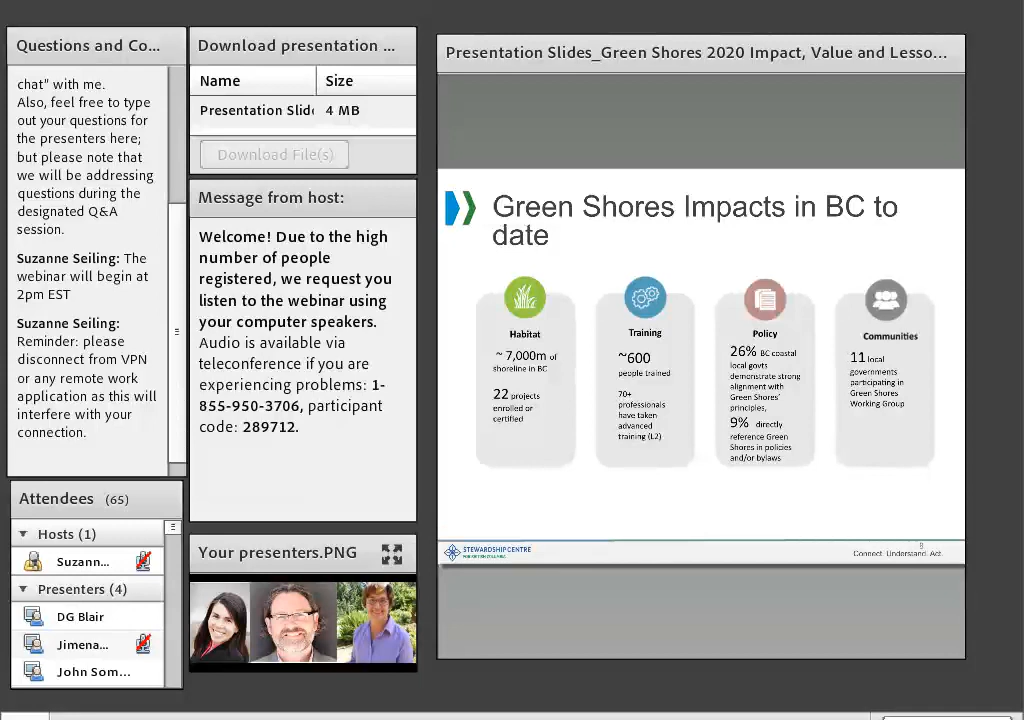 Questions and Co...
chat" with me.
Also, feel free to type
out your questions for
the presenters here;
but please note that
we will be addressing
questions during the
designated Q&A
session.
Suzanne Seiling: The
webinar will begin at
2pm EST
Suzanne Seiling:
Reminder: please
disconnect from VPN
or any remote work
application as this will
interfere with your
connection.
Attendees (65)
Hosts (1)
Suzann...
Presenters (4)
DG Blair
Jimena...
John Som...
Download presentation ...
Name Size
Presentation Slid 4 MB
Download File(s)
Message from host:
Welcome! Due to the high
number of people
registered, we request you
listen to the webinar using
your computer speakers.
Audio is available via
teleconference if you are
experiencing problems: 1-
855-950-3706, participant
code: 289712.
Your presenters.PNG
Presentation Slides_Green Shores 2020 Impact, Value and Lesso...
Green Shores Impacts in BC to
date
Habitat
~ 7,000m of
shoreline in BC
22 projects
enrolled or
certified
Training
~600
people trained
70+
professionals
have taken
advanced
training (L2)
Policy
26% BC coastal
local govts
demonstrate strong
alignment with
Green Shores'
principles,
9% directly
reference Green
Shores in policies
and/or bylaws
Communities
11 local
governments
participating in
Green Shores
Working Group
STEWARDSHIP CENTRE
FOR BRITISH COLUMBIA
8
Connect. Understand. Act.